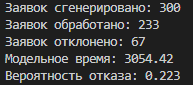 Заявок сгенерировано: 300
Заявок обработано: 233
Заявок отклонено: 67
Модельное время: 3054.42
Вероятность отказа: 0.223